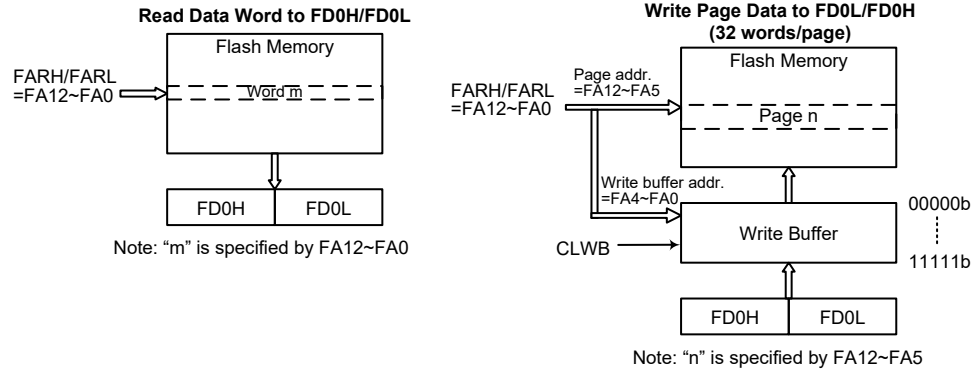 Read Data Word to FD0H/FD0L
Flash Memory
FARH/FARL
=FA12~FA0
Word m
FD0H
FD0L
Note: “m” is specified by FA12~FA0
Write Page Data to FD0L/FD0H
(32 words/page)
Flash Memory
Page addr.
=FA12~FA5
FARH/FARL
=FA12~FA0
Page n
Write buffer addr.
=FA4~FA0
00000b
Write Buffer
CLWB
11111b
FD0H
FD0L
Note: “n” is specified by FA12~FA5